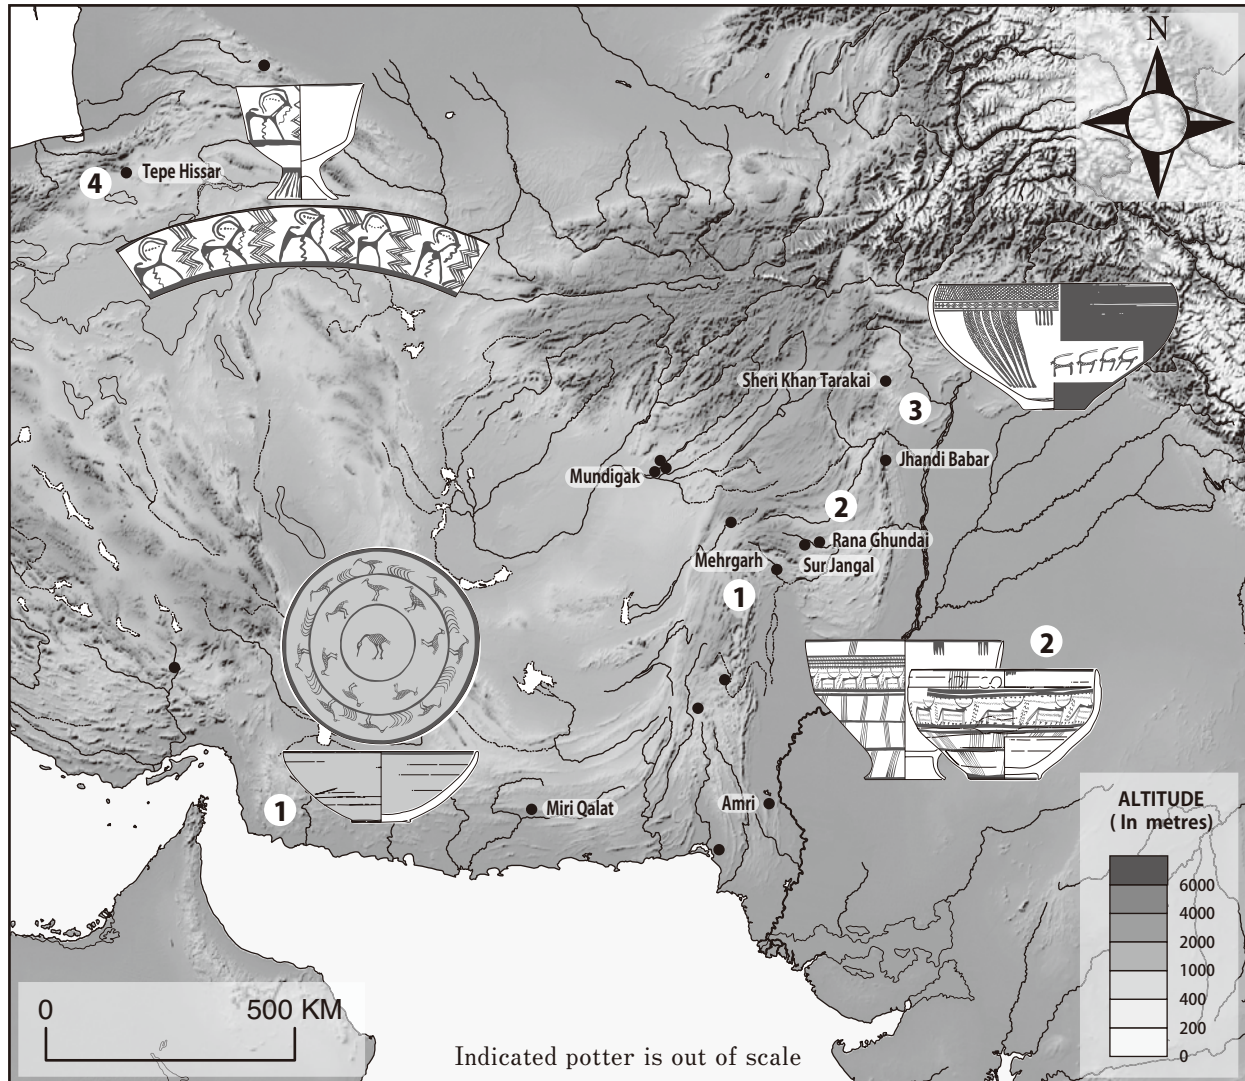 N
4
Tepe Hissar
Sheri Khan Tarakai
3
Jhandi Babar
Mundigak
2
Rana Ghundai
Mehrgarh
Sur Jangal
1
2
1
Miri Qalat
Amri
ALTITUDE
( In metres)
6000
4000
2000
1000
400
200
0
0 500 KM
Indicated potter is out of scale